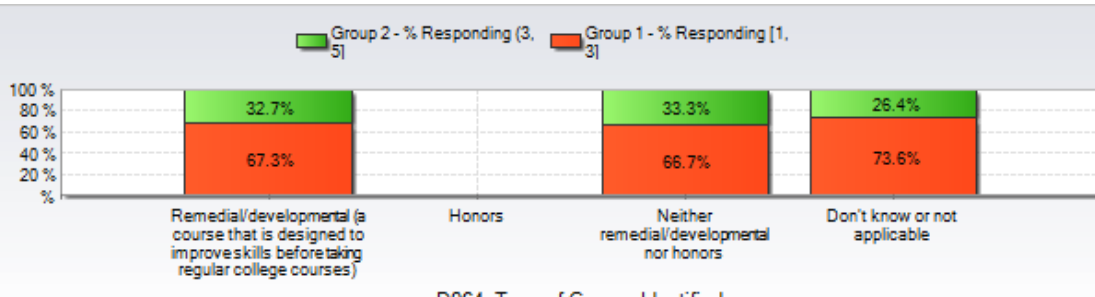 Group 2 - % Responding (3,
5]
Group 1 - % Responding [1,
3]
100 %
80 %
60 %
40 %
20 %
%
32.7%
67.3%
33.3%
66.7%
26.4%
73.6%
Remedial/developmental (a
course that is designed to
improve skills before taking
regular college courses)
Honors
Neither
remedial/developmental
nor honors
Don't know or not
applicable